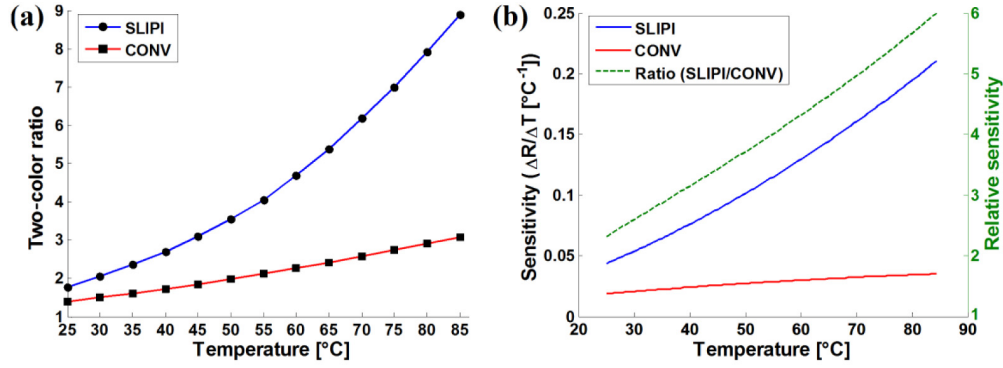 (a)
SLIPI
CONV
Two-color ratio
9
8
7
6
5
4
3
2
1
25 30 35 40 45 50 55 60 65 70 75 80 85
Temperature [°C]
(b)
SLIPI
CONV
Ratio (SLIPI/CONV)
Sensitivity ( ΔR/ΔT [°C⁻¹])
0.25
0.2
0.15
0.1
0.05
0
20 30 40 50 60 70 80 90
Temperature [°C]
6
5
4
3
2
1
Relative sensitivity